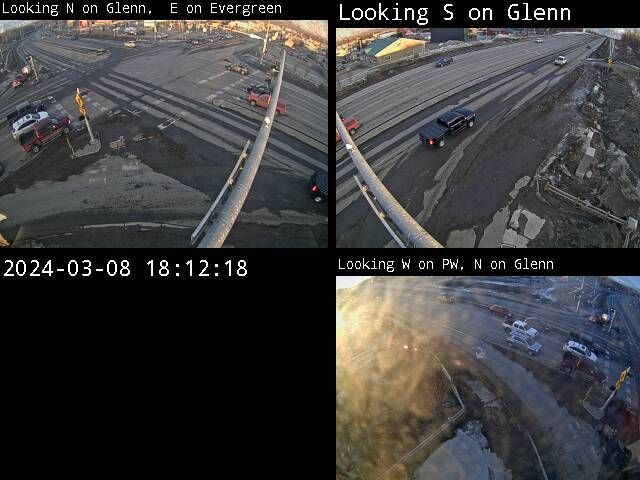 Looking N on Glenn,  E on Evergreen
Looking S on Glenn
2024-03-08 18:12:18
Looking W on PW, N on Glenn